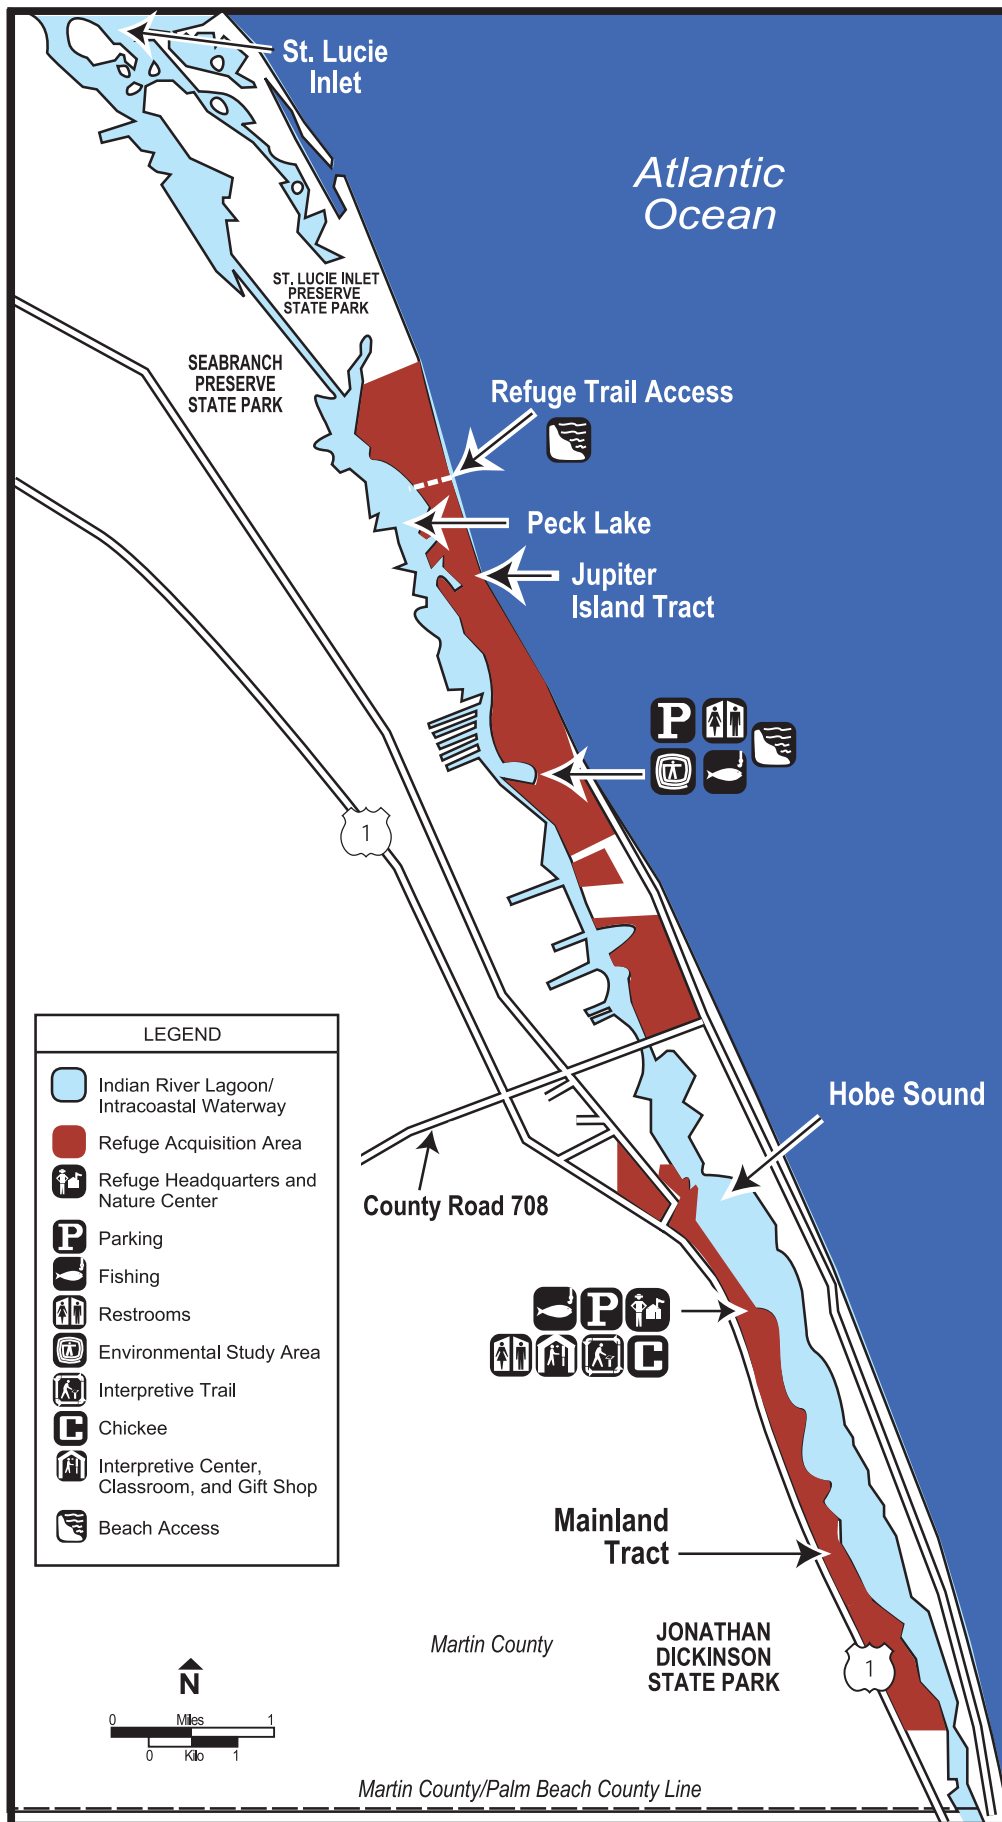 St. Lucie
Inlet
Atlantic
Ocean
ST. LUCIE INLET
PRESERVE
STATE PARK
SEABRANCH
PRESERVE
STATE PARK
Refuge Trail Access
Peck Lake
Jupiter
Island Tract
P
1
LEGEND
Indian River Lagoon/
Intracoastal Waterway
Refuge Acquisition Area
Refuge Headquarters and
Nature Center
P
Parking
Fishing
Restrooms
Environmental Study Area
Interpretive Trail
C
Chickee
Interpretive Center,
Classroom, and Gift Shop
Beach Access
Hobe Sound
County Road 708
P
C
Mainland
Tract
Martin County
JONATHAN
DICKINSON
STATE PARK
1
N
0 Miles 1
0 Kilo 1
Martin County/Palm Beach County Line